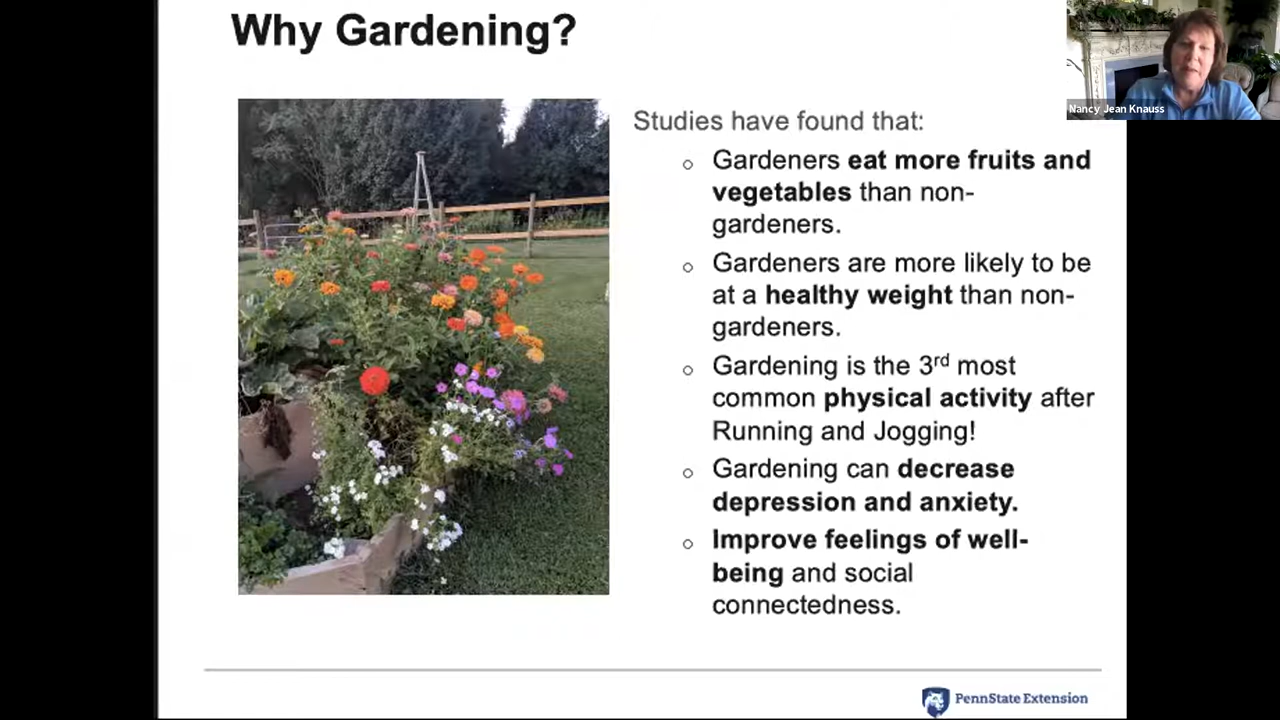 Why Gardening?
Nancy Jean Knauss
Studies have found that:
Gardeners eat more fruits and
vegetables than non-
gardeners.
Gardeners are more likely to be
at a healthy weight than non-
gardeners.
Gardening is the 3rd most
common physical activity after
Running and Jogging!
Gardening can decrease
depression and anxiety.
Improve feelings of well-
being and social
connectedness.
PennState Extension